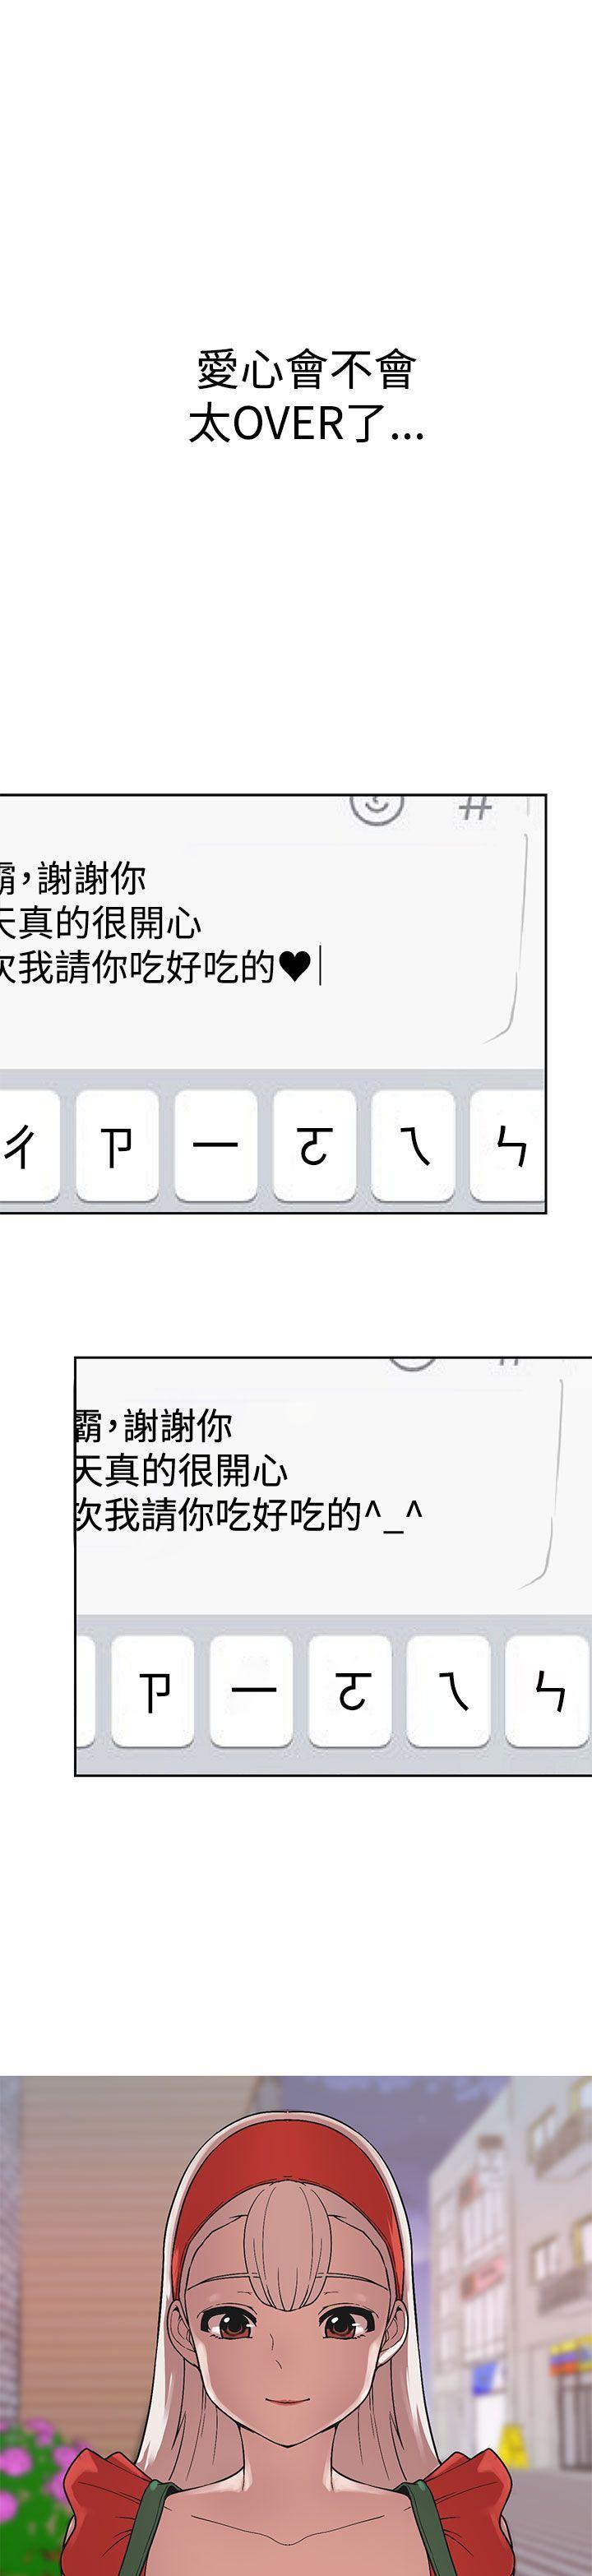 愛心會不會
太OVER了...
#
霸，謝謝你
天真的很開心
次我請你吃好吃的♥
ㄔ ㄗ ㄧ ㄛ ㄟ ㄣ
霸，謝謝你
天真的很開心
次我請你吃好吃的^_^
ㄗ ㄧ ㄛ ㄟ ㄣ